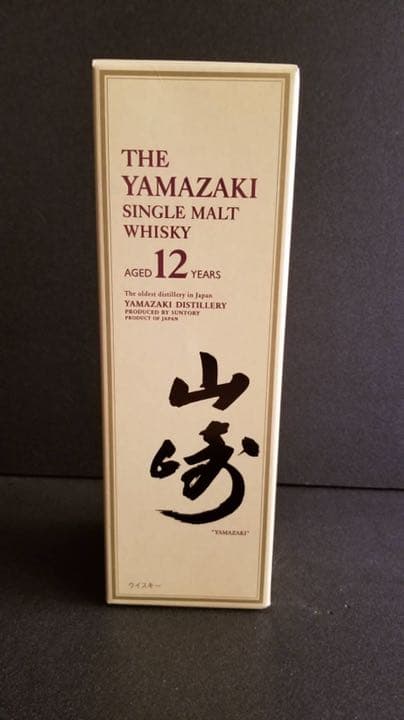 THE
YAMAZAKI
SINGLE MALT
WHISKY
AGED 12 YEARS
The oldest distillery in Japan
YAMAZAKI DISTILLERY
PRODUCED BY SUNTORY
PRODUCT OF JAPAN
山
崎
"YAMAZAKI"
ウイスキー